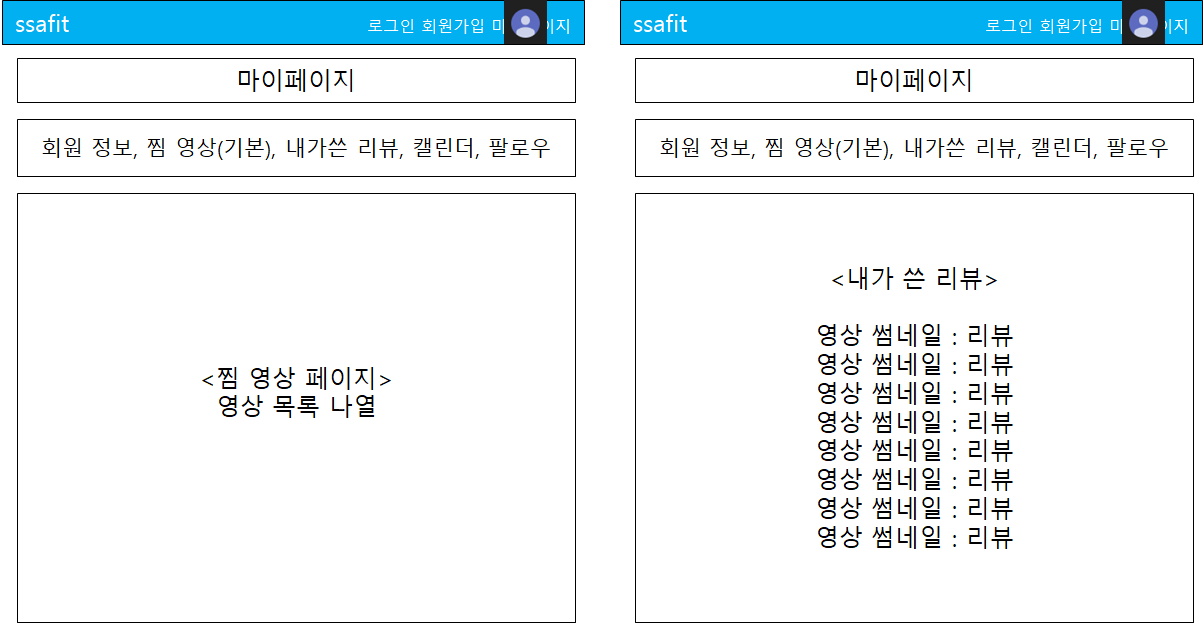 ssafit
로그인 회원가입
마이페이지
회원 정보, 찜 영상(기본), 내가쓴 리뷰, 캘린더, 팔로우
<찜 영상 페이지>
영상 목록 나열
ssafit
로그인 회원가입
마이페이지
회원 정보, 찜 영상(기본), 내가쓴 리뷰, 캘린더, 팔로우
<내가 쓴 리뷰>
영상 썸네일 : 리뷰
영상 썸네일 : 리뷰
영상 썸네일 : 리뷰
영상 썸네일 : 리뷰
영상 썸네일 : 리뷰
영상 썸네일 : 리뷰
영상 썸네일 : 리뷰
영상 썸네일 : 리뷰